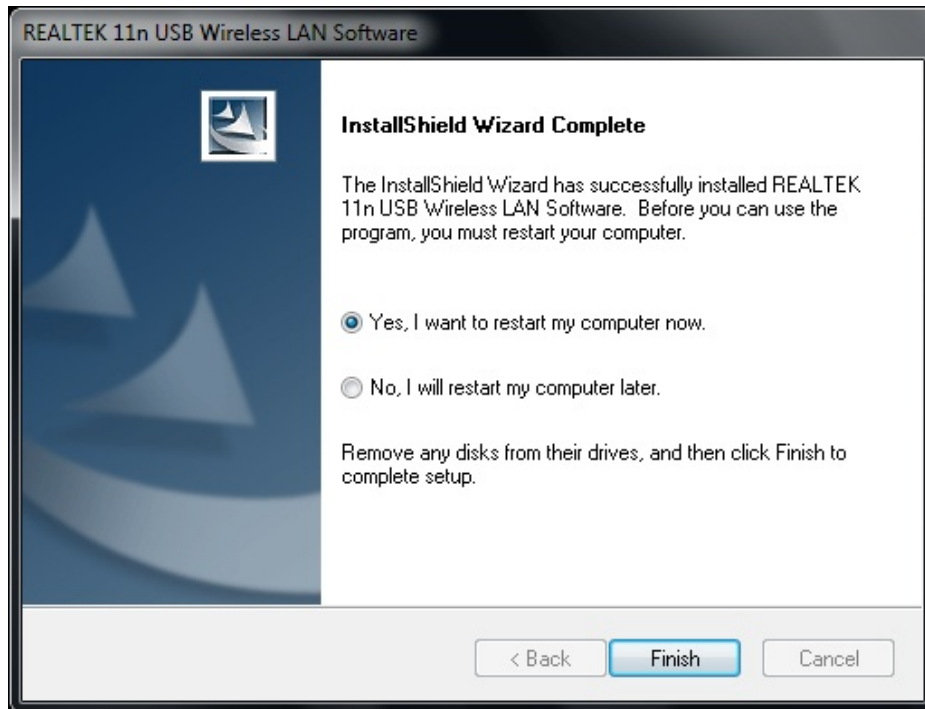 REALTEK 11n USB Wireless LAN Software
InstallShield Wizard Complete
The InstallShield Wizard has successfully installed REALTEK
11n USB Wireless LAN Software. Before you can use the
program, you must restart your computer.
Yes, I want to restart my computer now.
No, I will restart my computer later.
Remove any disks from their drives, and then click Finish to
complete setup.
< Back Finish Cancel